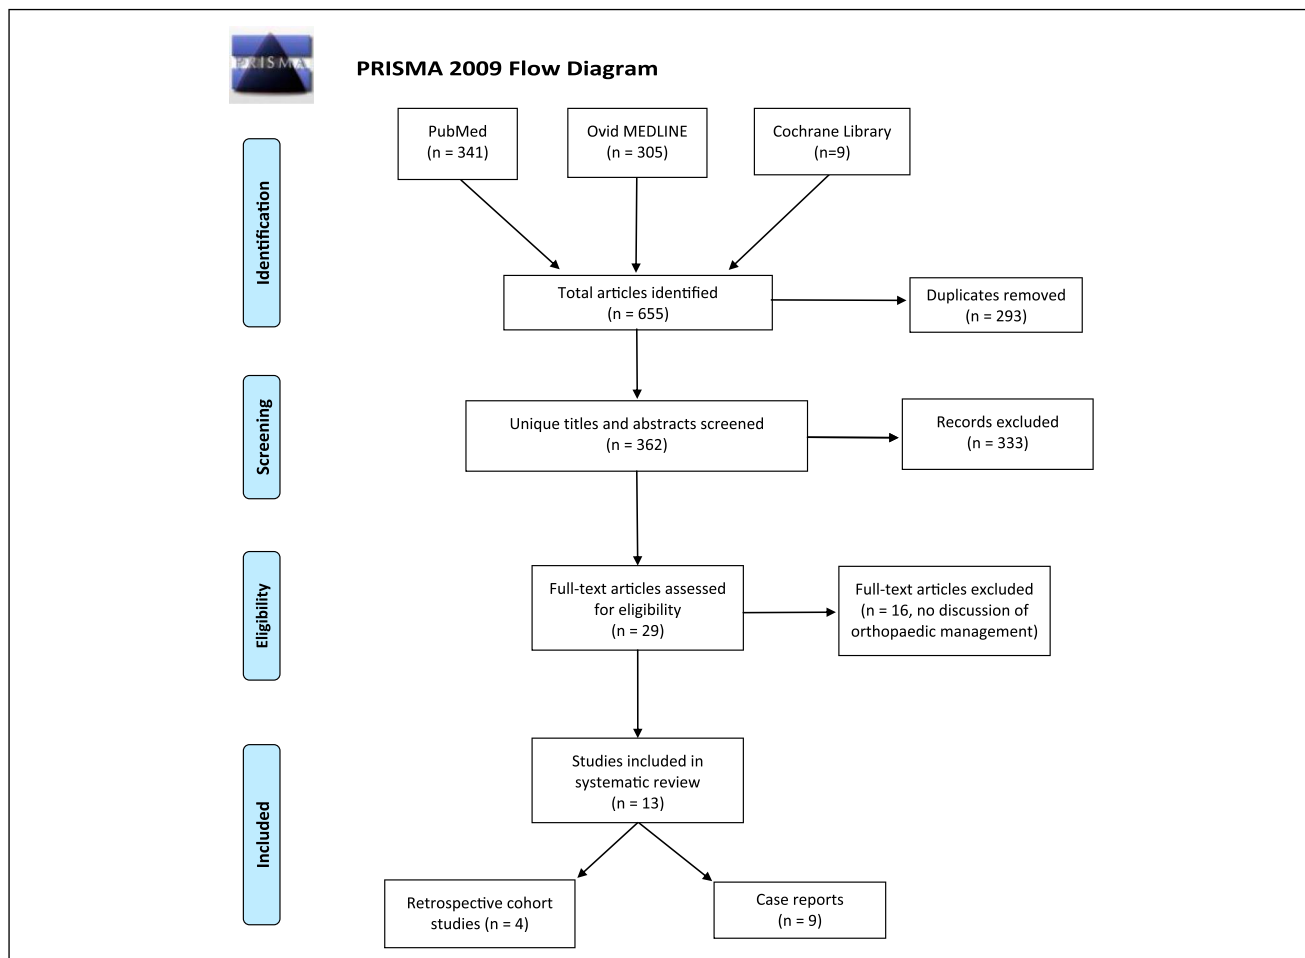 PRISMA
PRISMA 2009 Flow Diagram
PubMed
(n = 341)
Ovid MEDLINE
(n = 305)
Cochrane Library
(n=9)
Identification
Total articles identified
(n = 655)
Duplicates removed
(n = 293)
Screening
Unique titles and abstracts screened
(n = 362)
Records excluded
(n = 333)
Eligibility
Full-text articles assessed
for eligibility
(n = 29)
Full-text articles excluded
(n = 16, no discussion of
orthopaedic management)
Included
Studies included in
systematic review
(n = 13)
Retrospective cohort
studies (n = 4)
Case reports
(n = 9)